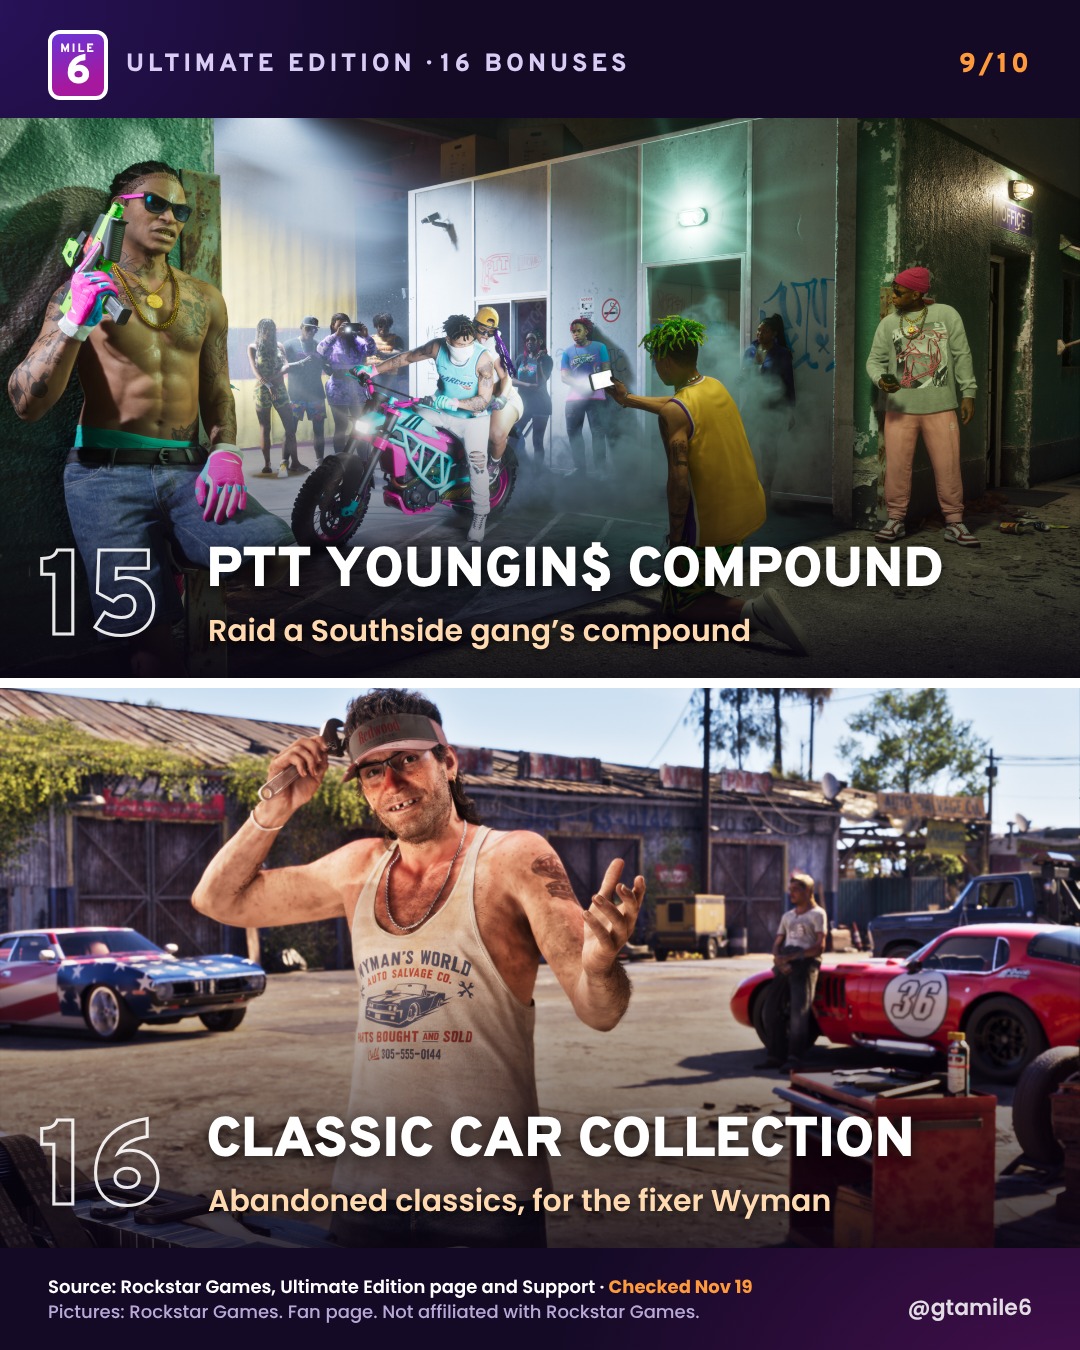 MILE
6
ULTIMATE EDITION · 16 BONUSES
9/10
OFFICE
15
PTT YOUNGIN$ COMPOUND
Raid a Southside gang’s compound
Redwood
WYMAN'S WORLD
AUTO SALVAGE CO.
PARTS BOUGHT AND SOLD
Call 305-555-0144
36
16
CLASSIC CAR COLLECTION
Abandoned classics, for the fixer Wyman
Source: Rockstar Games, Ultimate Edition page and Support · Checked Nov 19
Pictures: Rockstar Games. Fan page. Not affiliated with Rockstar Games.
@gtamile6